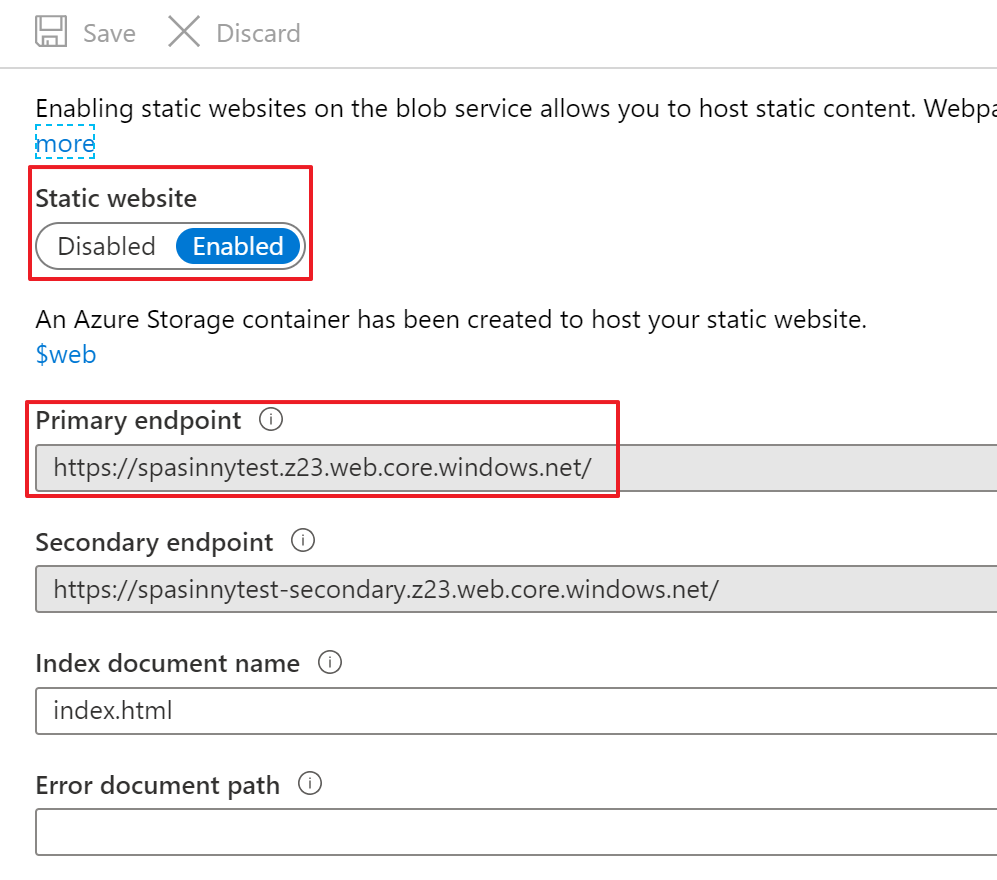 Save Discard
Enabling static websites on the blob service allows you to host static content. Webpa
more
Static website
Disabled Enabled
An Azure Storage container has been created to host your static website.
$web
Primary endpoint
https://spasinnytest.z23.web.core.windows.net/
Secondary endpoint
https://spasinnytest-secondary.z23.web.core.windows.net/
Index document name
index.html
Error document path